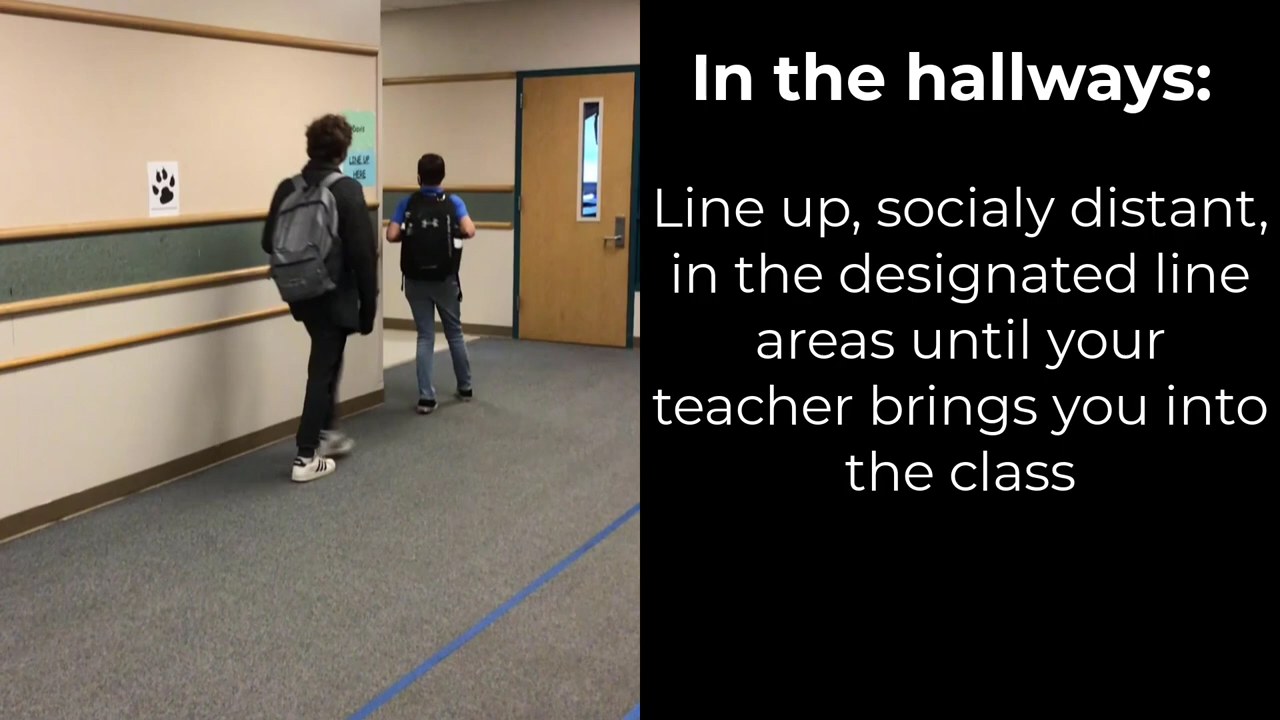 In the hallways:
Line up, socialy distant,
in the designated line
areas until your
teacher brings you into
the class
LINE UP
HERE